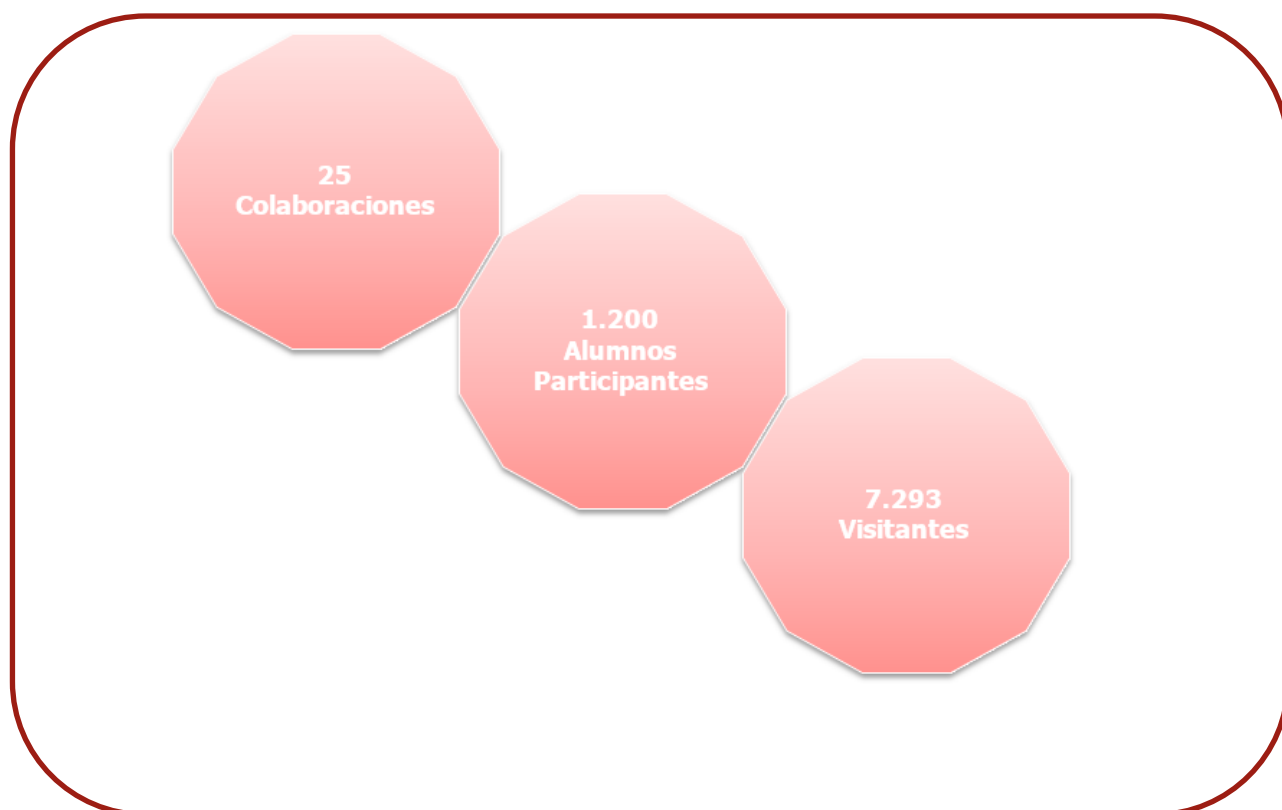 25
Colaboraciones
1.200
Alumnos
Participantes
7.293
Visitantes